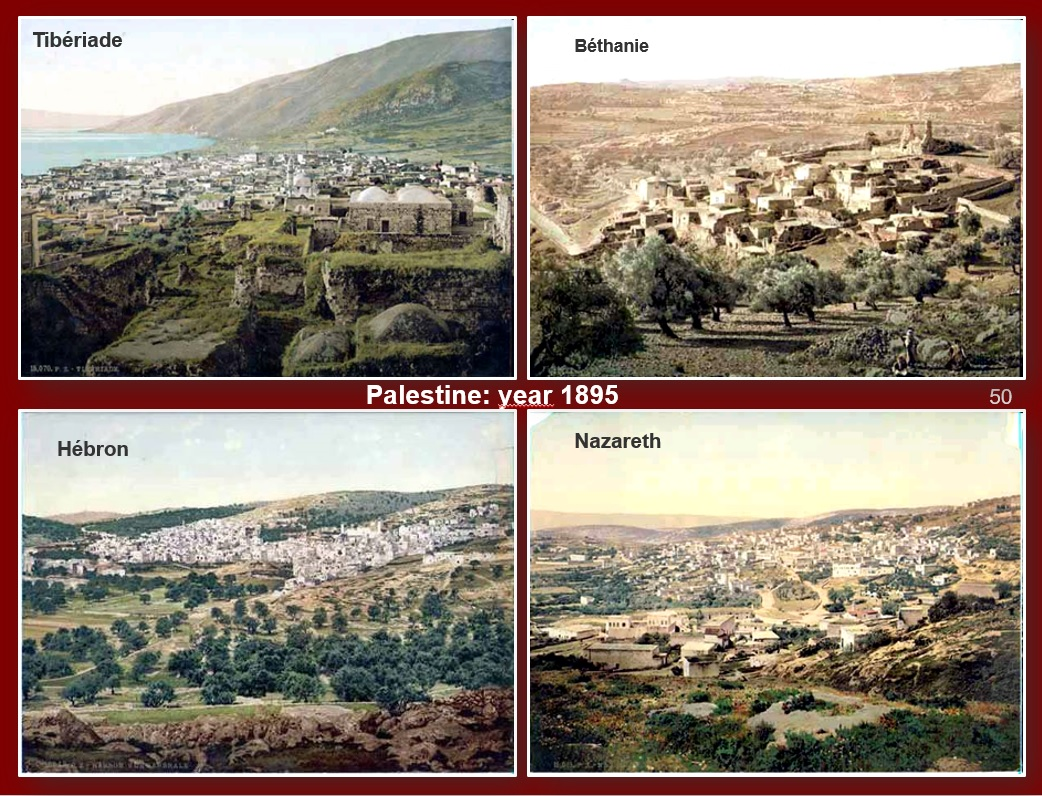 Tibériade
Béthanie
Palestine: year 1895
50
Hébron
Nazareth